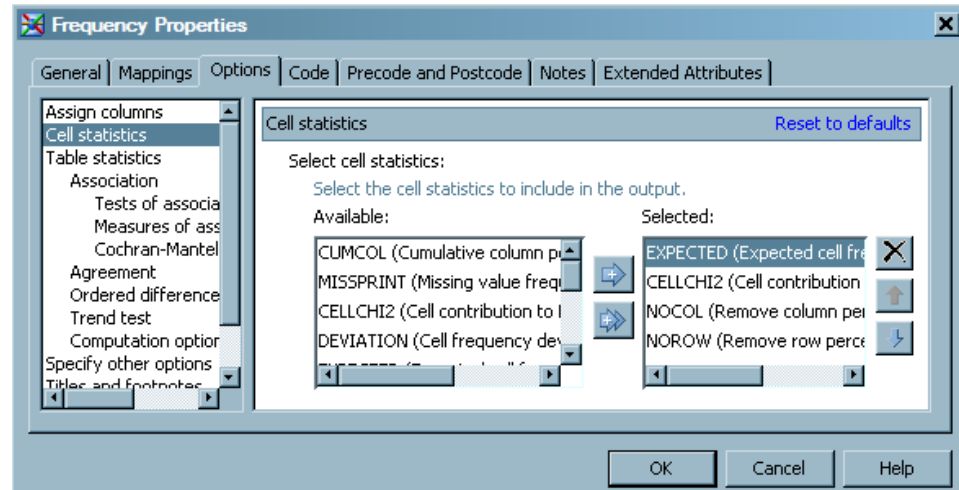 Frequency Properties
General Mappings Options Code Precode and Postcode Notes Extended Attributes
Assign columns
Cell statistics
Table statistics
Association
Tests of associa
Measures of ass
Cochran-Mantel
Agreement
Ordered difference
Trend test
Computation option
Specify other options
Titles and footnotes
Cell statistics
Reset to defaults
Select cell statistics:
Select the cell statistics to include in the output.
Available:
CUMCOL (Cumulative column p
MISSPRINT (Missing value frequ
CELLCHI2 (Cell contribution to
DEVIATION (Cell frequency dev
Selected:
EXPECTED (Expected cell fre
CELLCHI2 (Cell contribution
NOCOL (Remove column per
NOROW (Remove row perce
OK Cancel Help